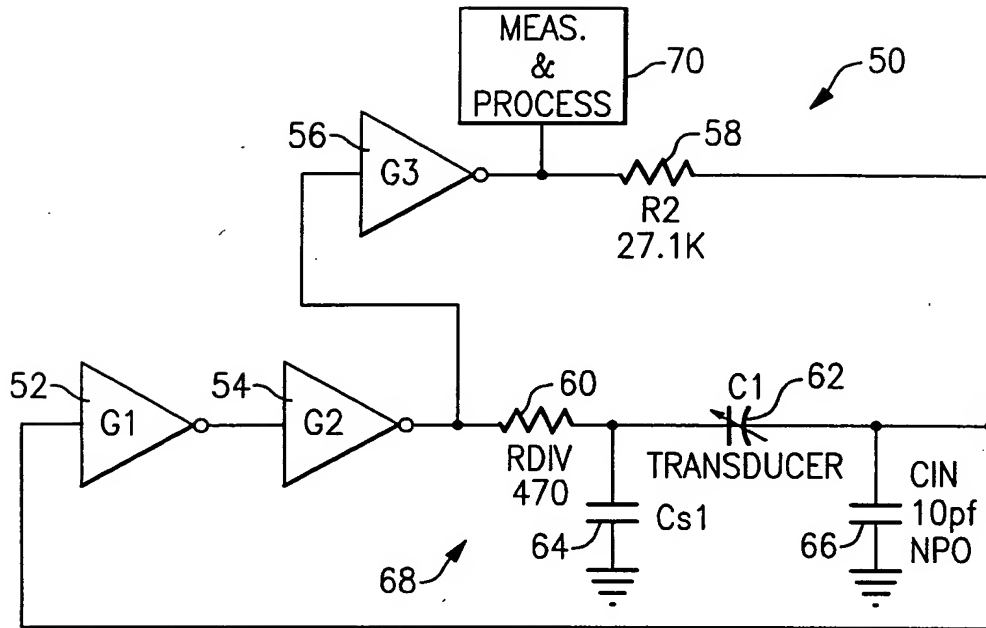 MEAS.
&
PROCESS
70
50
56
G3
58
R2
27.1K
52
G1
54
G2
60
RDIV
470
C1
62
TRANSDUCER
64
Cs1
CIN
10pf
NPO
66
68